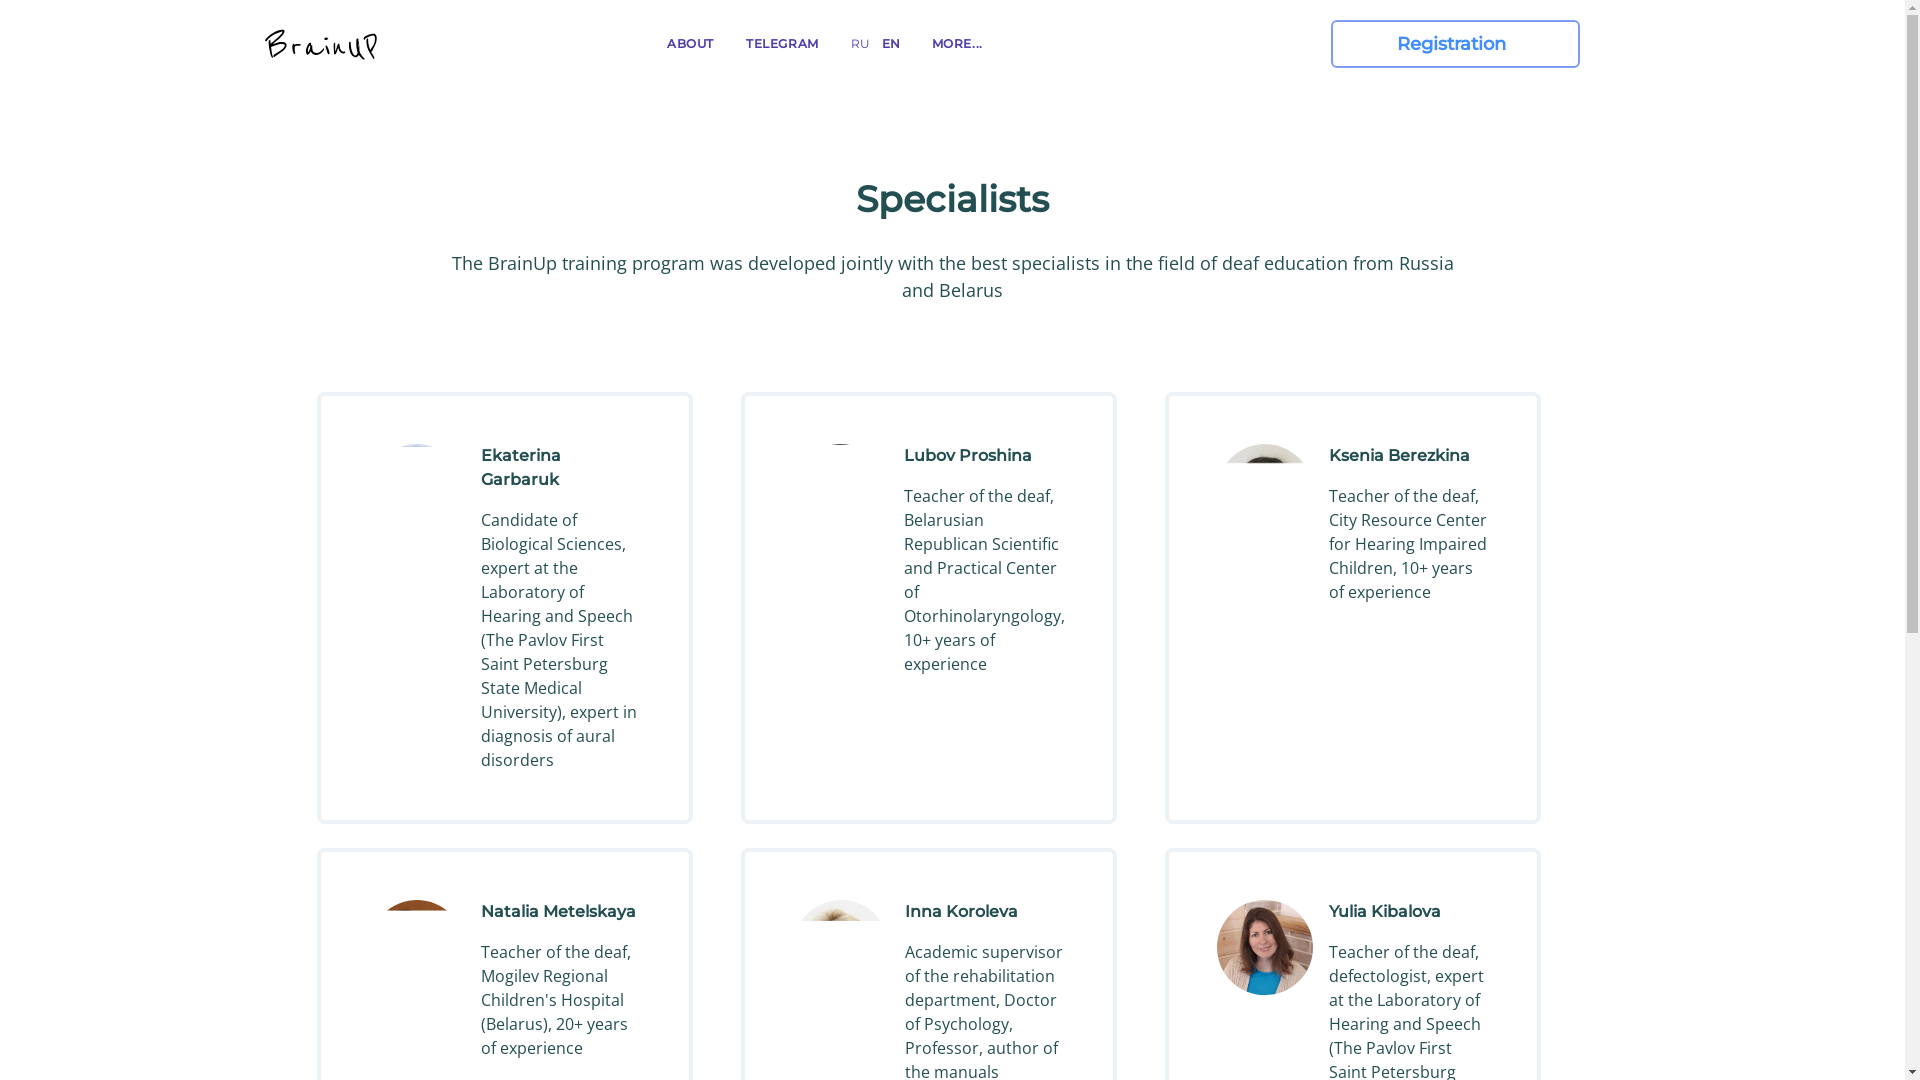 BrainUP
ABOUT
TELEGRAM
RU
EN
MORE...
Registration
Specialists
The BrainUp training program was developed jointly with the best specialists in the field of deaf education from Russia
and Belarus
Ekaterina
Garbaruk
Candidate of
Biological Sciences,
expert at the
Laboratory of
Hearing and Speech
(The Pavlov First
Saint Petersburg
State Medical
University), expert in
diagnosis of aural
disorders
Lubov Proshina
Teacher of the deaf,
Belarusian
Republican Scientific
and Practical Center
of
Otorhinolaryngology,
10+ years of
experience
Ksenia Berezkina
Teacher of the deaf,
City Resource Center
for Hearing Impaired
Children, 10+ years
of experience
Natalia Metelskaya
Teacher of the deaf,
Mogilev Regional
Children's Hospital
(Belarus), 20+ years
of experience
Inna Koroleva
Academic supervisor
of the rehabilitation
department, Doctor
of Psychology,
Professor, author of
the manuals
Yulia Kibalova
Teacher of the deaf,
defectologist, expert
at the Laboratory of
Hearing and Speech
(The Pavlov First
Saint Petersburg